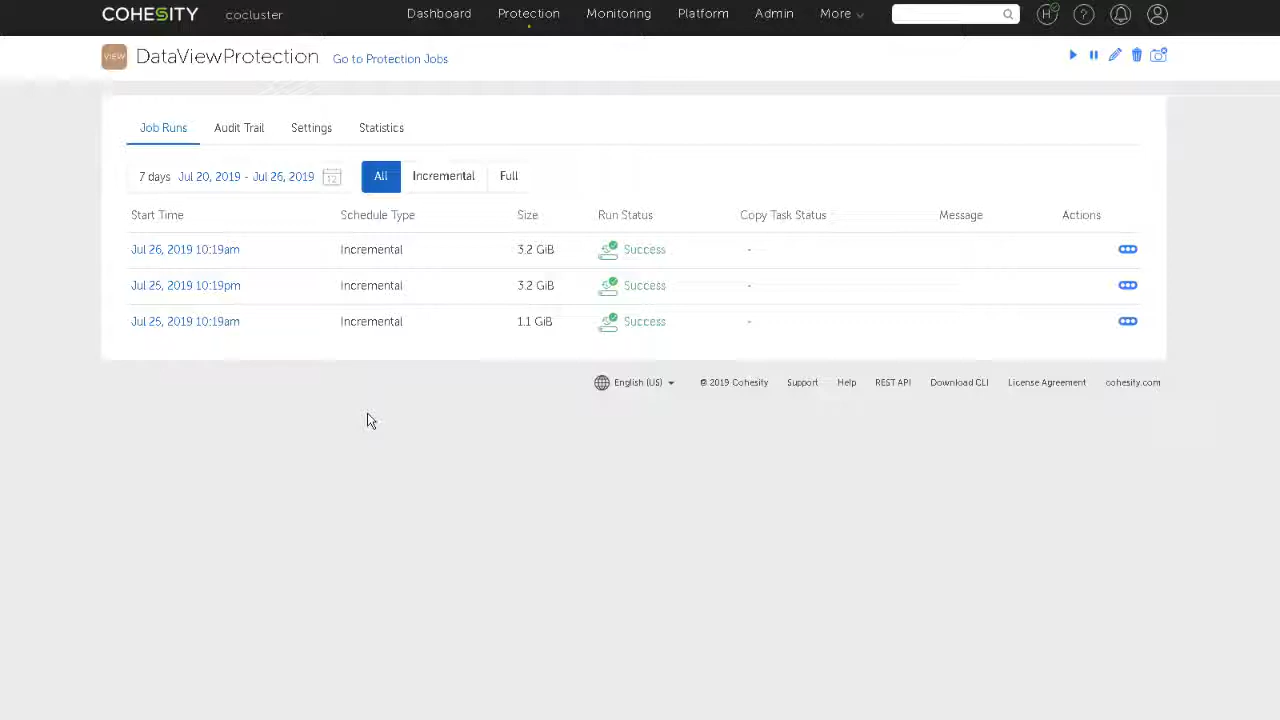 COHESITY cocluster Dashboard Protection Monitoring Platform Admin More H ?
VIEW DataViewProtection Go to Protection Jobs
Job Runs Audit Trail Settings Statistics
7 days Jul 20, 2019 - Jul 26, 2019 12 All Incremental Full
Start Time Schedule Type Size Run Status Copy Task Status Message Actions
Jul 26, 2019 10:19am Incremental 3.2 GiB Success -
Jul 25, 2019 10:19pm Incremental 3.2 GiB Success -
Jul 25, 2019 10:19am Incremental 1.1 GiB Success -
English (US) © 2019 Cohesity Support Help REST API Download CLI License Agreement cohesity.com